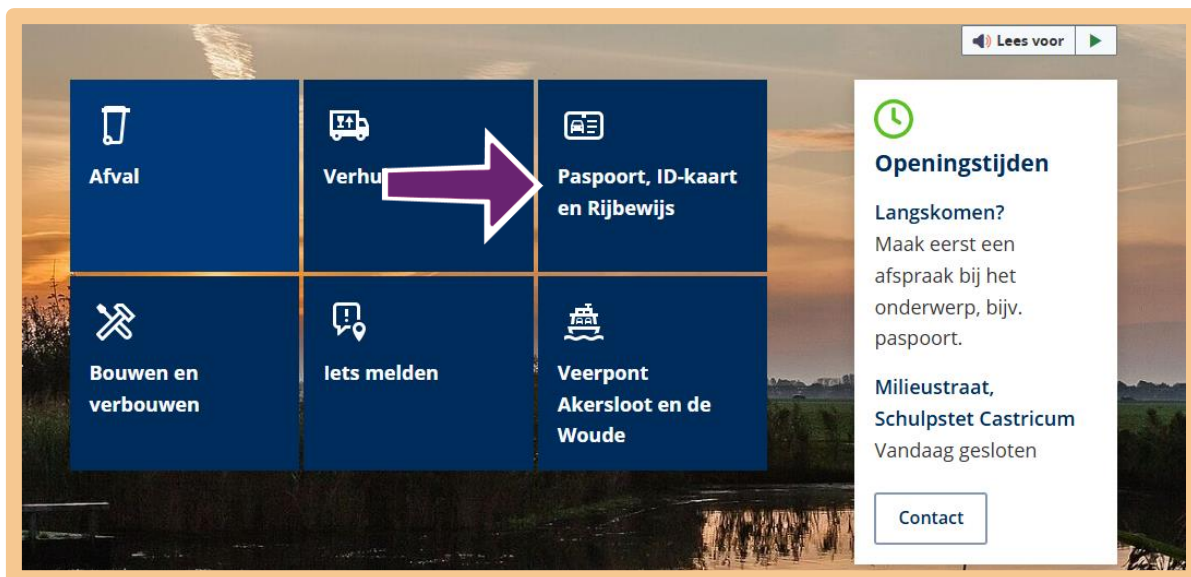 Lees voor
Afval
Paspoort, ID-kaart
en Rijbewijs
Bouwen en
verbouwen
Iets melden
Veerpont
Akersloot en de
Woude
Openingstijden
Langskomen?
Maak eerst een
afspraak bij het
onderwerp, bijv.
paspoort.
Milieustraat,
Schulpstet Castricum
Vandaag gesloten
Contact